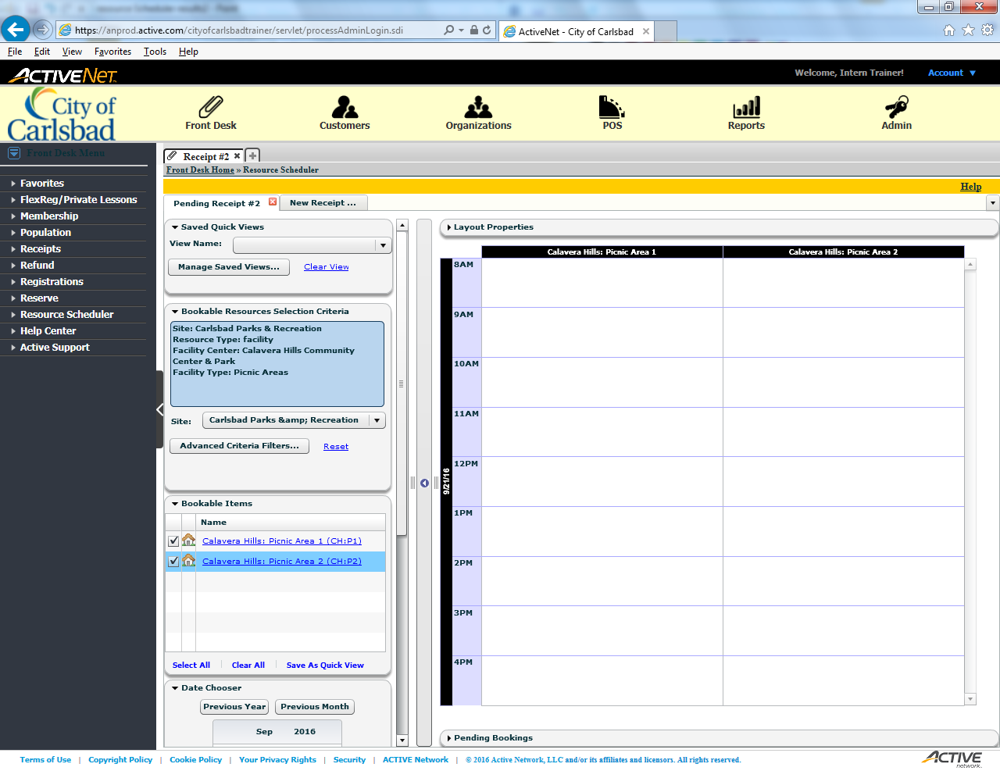 https://anprod.active.com/cityofcarlsbadtrainer/servlet/processAdminLogin.sdi
ActiveNet - City of Carlsbad
File Edit View Favorites Tools Help
ACTIVENET
Welcome, Intern Trainer!
Account
City of
Carlsbad
Front Desk
Customers
Organizations
POS
Reports
Admin
Front Desk Menu
Favorites
FlexReg/Private Lessons
Membership
Population
Receipts
Refund
Registrations
Reserve
Resource Scheduler
Help Center
Active Support
Receipt #2
Front Desk Home » Resource Scheduler
Help
Pending Receipt #2
New Receipt ...
Saved Quick Views
View Name:
Manage Saved Views...
Clear View
Bookable Resources Selection Criteria
Site: Carlsbad Parks & Recreation
Resource Type: facility
Facility Center: Calavera Hills Community
Center & Park
Facility Type: Picnic Areas
Site:
Carlsbad Parks &amp; Recreation
Advanced Criteria Filters...
Reset
Bookable Items
Name
Calavera Hills: Picnic Area 1 (CH:P1)
Calavera Hills: Picnic Area 2 (CH:P2)
Select All
Clear All
Save As Quick View
Date Chooser
Previous Year
Previous Month
Sep 2016
Layout Properties
Calavera Hills: Picnic Area 1
Calavera Hills: Picnic Area 2
9/21/16
8AM
9AM
10AM
11AM
12PM
1PM
2PM
3PM
4PM
Pending Bookings
Terms of Use | Copyright Policy | Cookie Policy | Your Privacy Rights | Security | ACTIVE Network | © 2016 Active Network, LLC and/or its affiliates and licensors. All rights reserved.
ACTIVE
network